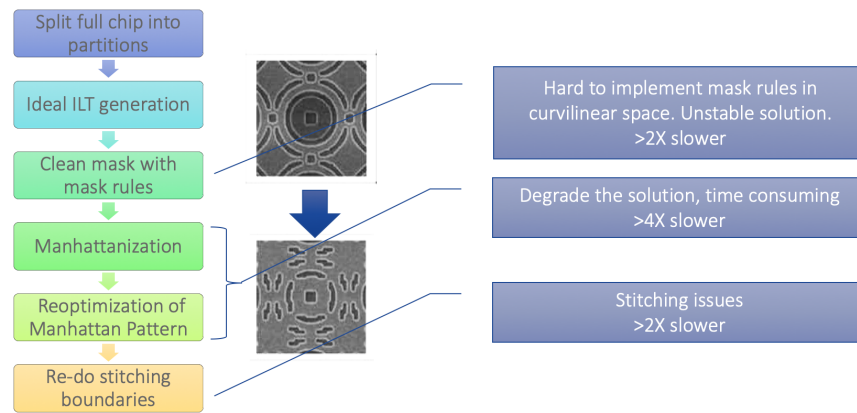 Split full chip into
partitions
Ideal ILT generation
Clean mask with
mask rules
Manhattanization
Reoptimization of
Manhattan Pattern
Re-do stitching
boundaries
Hard to implement mask rules in
curvilinear space. Unstable solution.
>2X slower
Degrade the solution, time consuming
>4X slower
Stitching issues
>2X slower